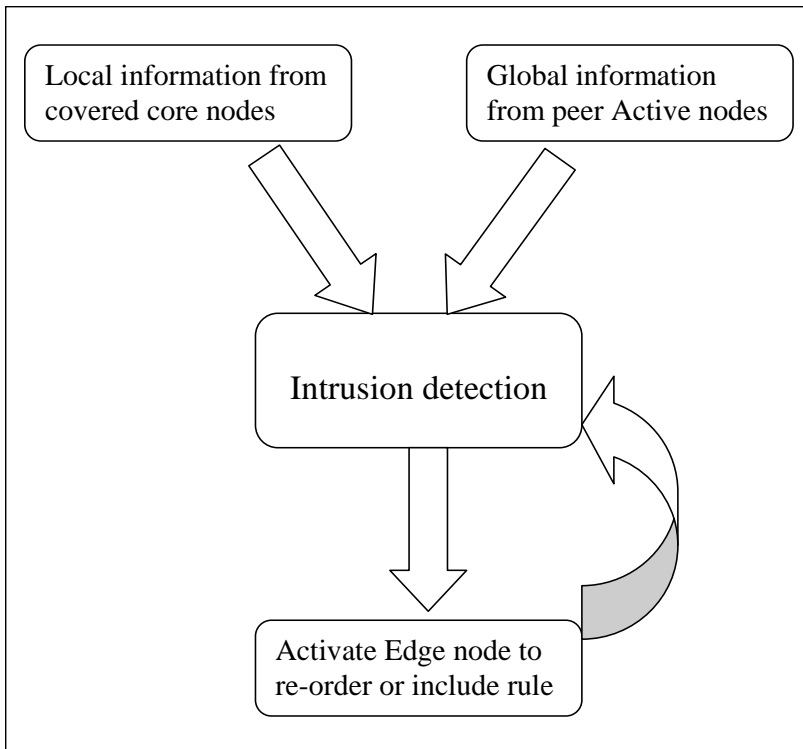 Local information from
covered core nodes
Global information
from peer Active nodes
Intrusion detection
Activate Edge node to
re-order or include rule